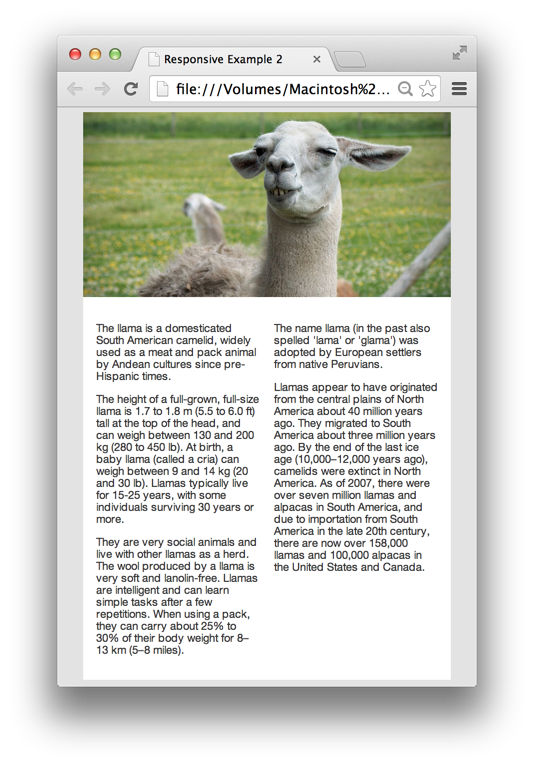 Responsive Example 2
file:///Volumes/Macintosh%2...
The llama is a domesticated
South American camelid, widely
used as a meat and pack animal
by Andean cultures since pre-
Hispanic times.
The height of a full-grown, full-size
llama is 1.7 to 1.8 m (5.5 to 6.0 ft)
tall at the top of the head, and
can weigh between 130 and 200
kg (280 to 450 lb). At birth, a
baby llama (called a cria) can
weigh between 9 and 14 kg (20
and 30 lb). Llamas typically live
for 15-25 years, with some
individuals surviving 30 years or
more.
They are very social animals and
live with other llamas as a herd.
The wool produced by a llama is
very soft and lanolin-free. Llamas
are intelligent and can learn
simple tasks after a few
repetitions. When using a pack,
they can carry about 25% to
30% of their body weight for 8–
13 km (5–8 miles).
The name llama (in the past also
spelled 'lama' or 'glama') was
adopted by European settlers
from native Peruvians.
Llamas appear to have originated
from the central plains of North
America about 40 million years
ago. They migrated to South
America about three million years
ago. By the end of the last ice
age (10,000–12,000 years ago),
camelids were extinct in North
America. As of 2007, there were
over seven million llamas and
alpacas in South America, and
due to importation from South
America in the late 20th century,
there are now over 158,000
llamas and 100,000 alpacas in
the United States and Canada.